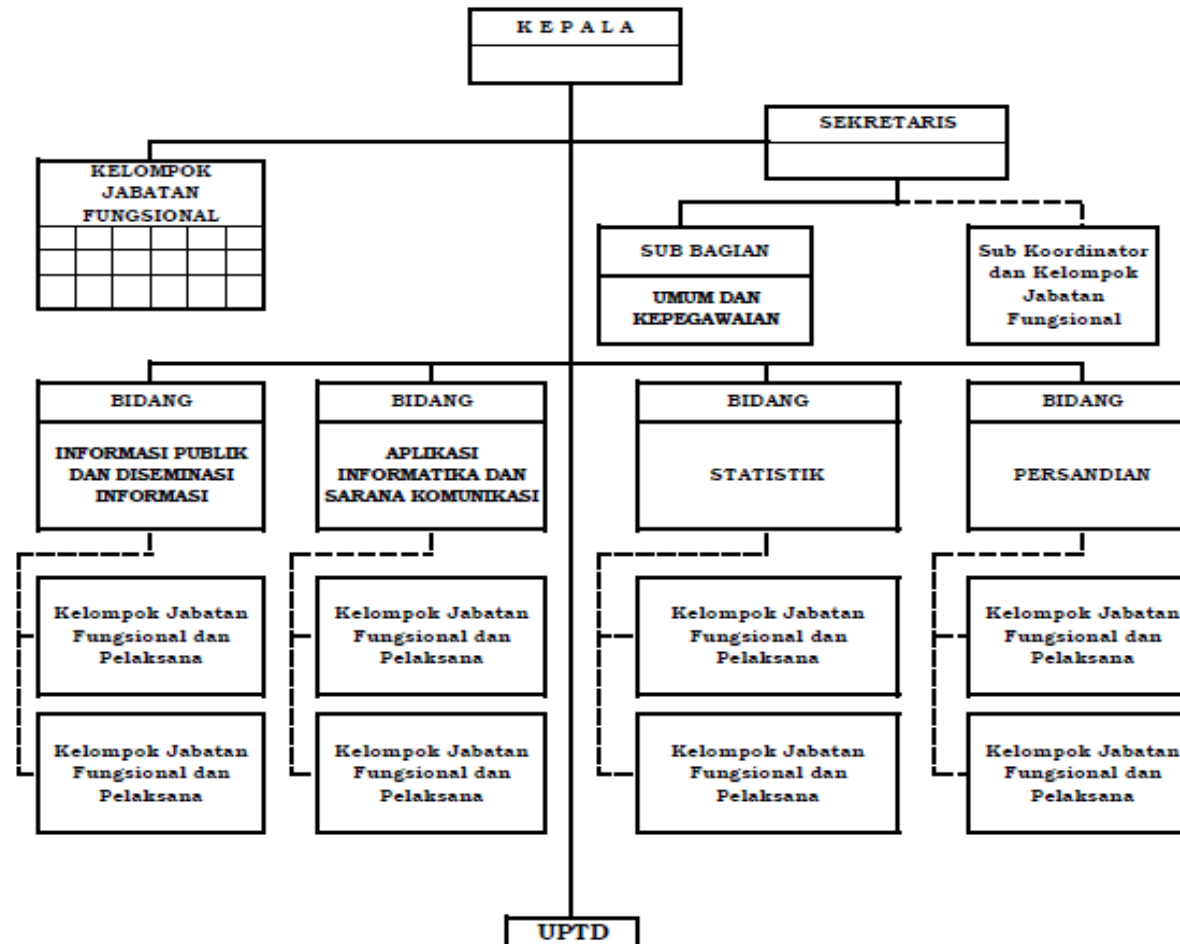 K E P A L A
SEKRETARIS
KELOMPOK
JABATAN
FUNGSIONAL
SUB BAGIAN
UMUM DAN
KEPEGAWAIAN
Sub Koordinator
dan Kelompok
Jabatan
Fungsional
BIDANG
INFORMASI PUBLIK
DAN DISEMINASI
INFORMASI
BIDANG
APLIKASI
INFORMATIKA DAN
SARANA KOMUNIKASI
BIDANG
STATISTIK
BIDANG
PERSANDIAN
Kelompok Jabatan
Fungsional dan
Pelaksana
Kelompok Jabatan
Fungsional dan
Pelaksana
Kelompok Jabatan
Fungsional dan
Pelaksana
Kelompok Jabatan
Fungsional dan
Pelaksana
Kelompok Jabatan
Fungsional dan
Pelaksana
Kelompok Jabatan
Fungsional dan
Pelaksana
Kelompok Jabatan
Fungsional dan
Pelaksana
Kelompok Jabatan
Fungsional dan
Pelaksana
UPTD